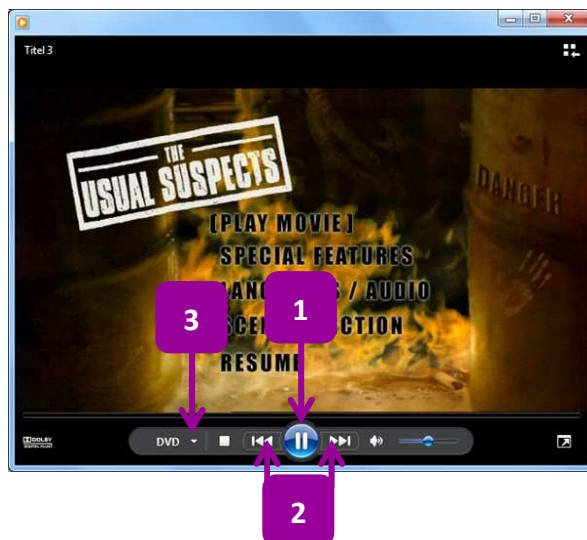 Titel 3
THE
USUAL SUSPECTS
DANGER
[PLAY MOVIE]
SPECIAL FEATURES
/ AUDIO
RESUME
3
1
DVD
2